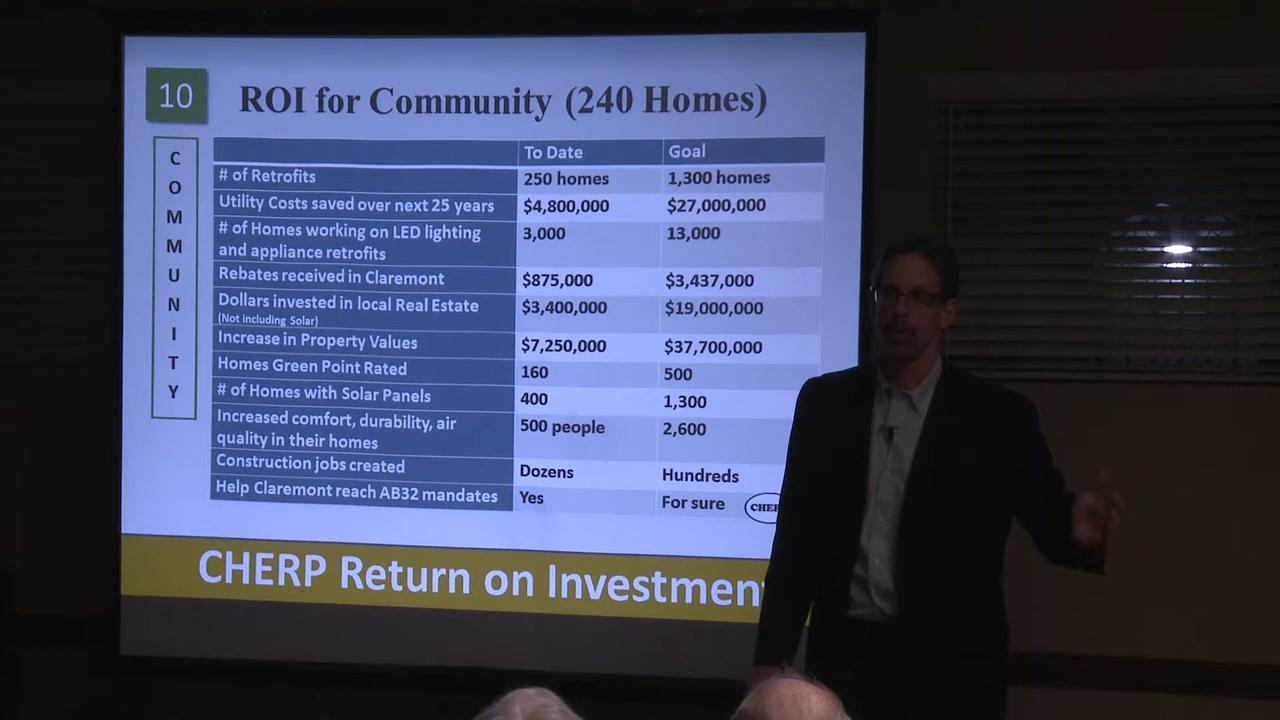 10
ROI for Community (240 Homes)
COMMUNITY
To Date Goal
# of Retrofits 250 homes 1,300 homes
Utility Costs saved over next 25 years $4,800,000 $27,000,000
# of Homes working on LED lighting 3,000 13,000
and appliance retrofits
Rebates received in Claremont $875,000 $3,437,000
Dollars invested in local Real Estate $3,400,000 $19,000,000
(Not including Solar)
Increase in Property Values $7,250,000 $37,700,000
Homes Green Point Rated 160 500
# of Homes with Solar Panels 400 1,300
Increased comfort, durability, air 500 people 2,600
quality in their homes
Construction jobs created Dozens Hundreds
Help Claremont reach AB32 mandates Yes For sure
CHERP Return on Investmen